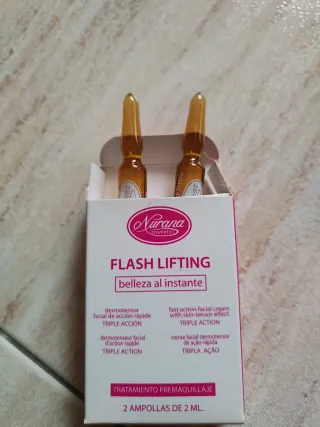 Nurana
Cosmetics
FLASH LIFTING
belleza al instante
dermotensor
facial de acción rápida
TRIPLE ACCIÓN
fast action facial cream
with skin-tensor effect
TRIPLE ACTION
dermotenseur facial
d'action rapide
TRIPLE ACTION
creme facial dermotensor
de ação rápida
TRIPLA AÇÃO
TRATAMIENTO PREMAQUILLAJE
2 AMPOLLAS DE 2 ML.